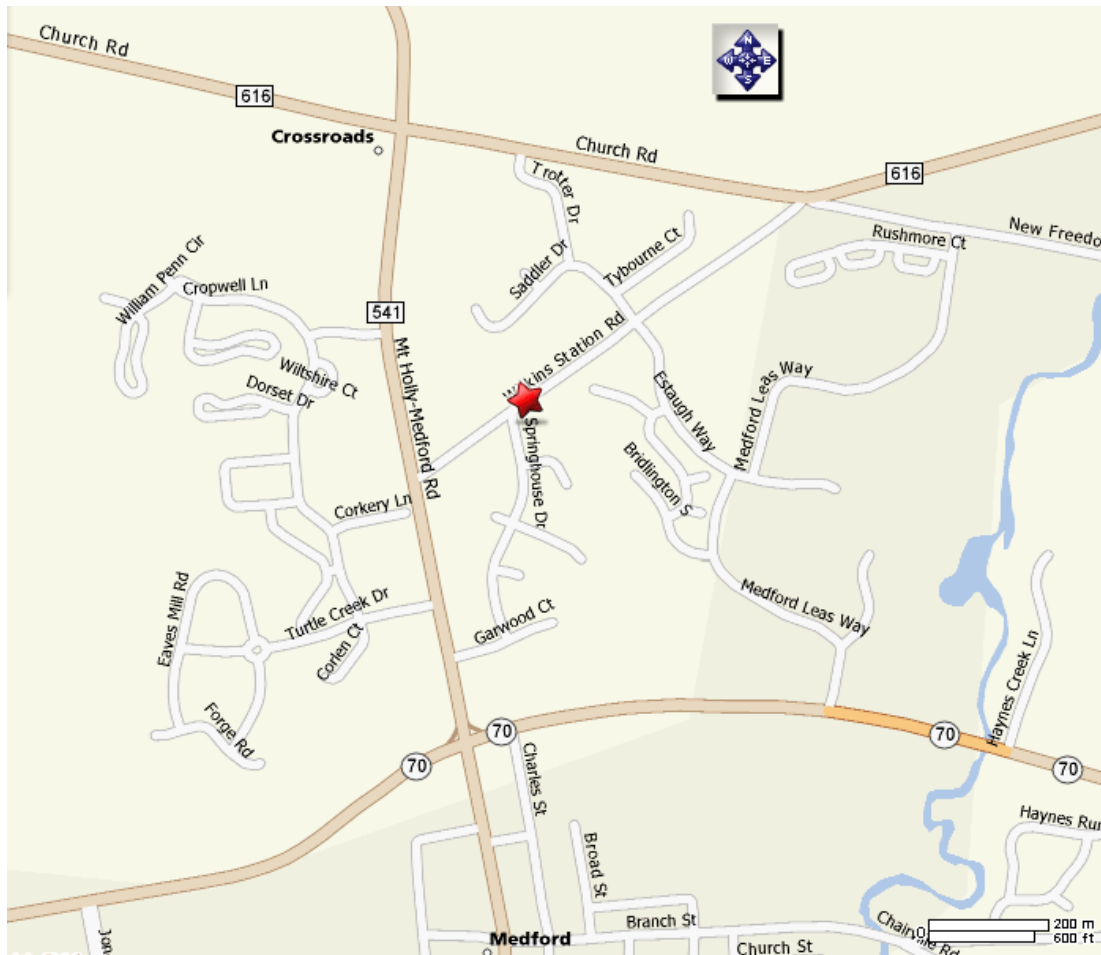 Church Rd
616
N
W E
S
Crossroads
Church Rd
616
Trotter Dr
New Freedo
Rushmore Ct
Tybourne Ct
Saddler Dr
William Penn Cir
Cropwell Ln
541
Wilkins Station Rd
Mt Holly-Medford Rd
Wiltshire Ct
Dorset Dr
Estaugh Way
Medford Leas Way
Springhouse Dr
Bridlington S
Corkery Ln
Eaves Mill Rd
Turtle Creek Dr
Corlen Ct
Garwood Ct
Medford Leas Way
Haynes Creek Ln
Forge Rd
70
70
70
70
Charles St
Haynes Run
Broad St
Branch St
Chairville Rd
Church St
Medford
0
200 m
600 ft